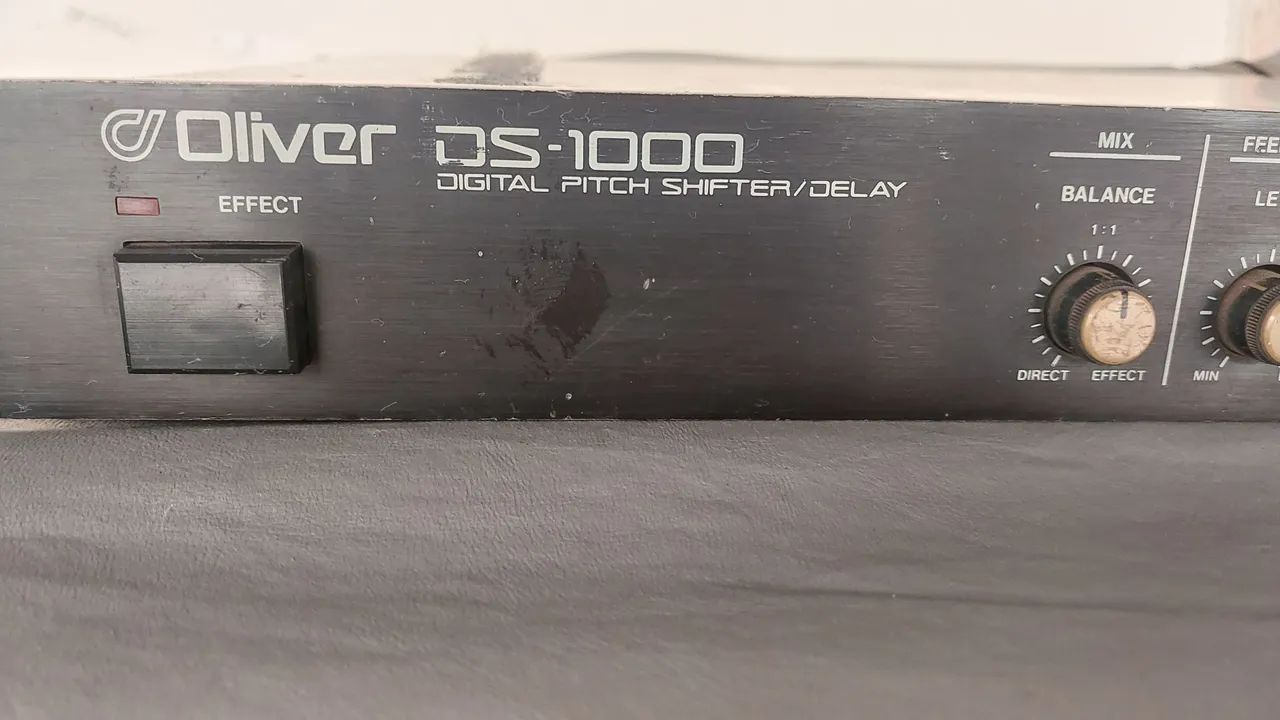 Oliver DS-1000
DIGITAL PITCH SHIFTER/DELAY
EFFECT
MIX
BALANCE
1:1
DIRECT EFFECT
MIN